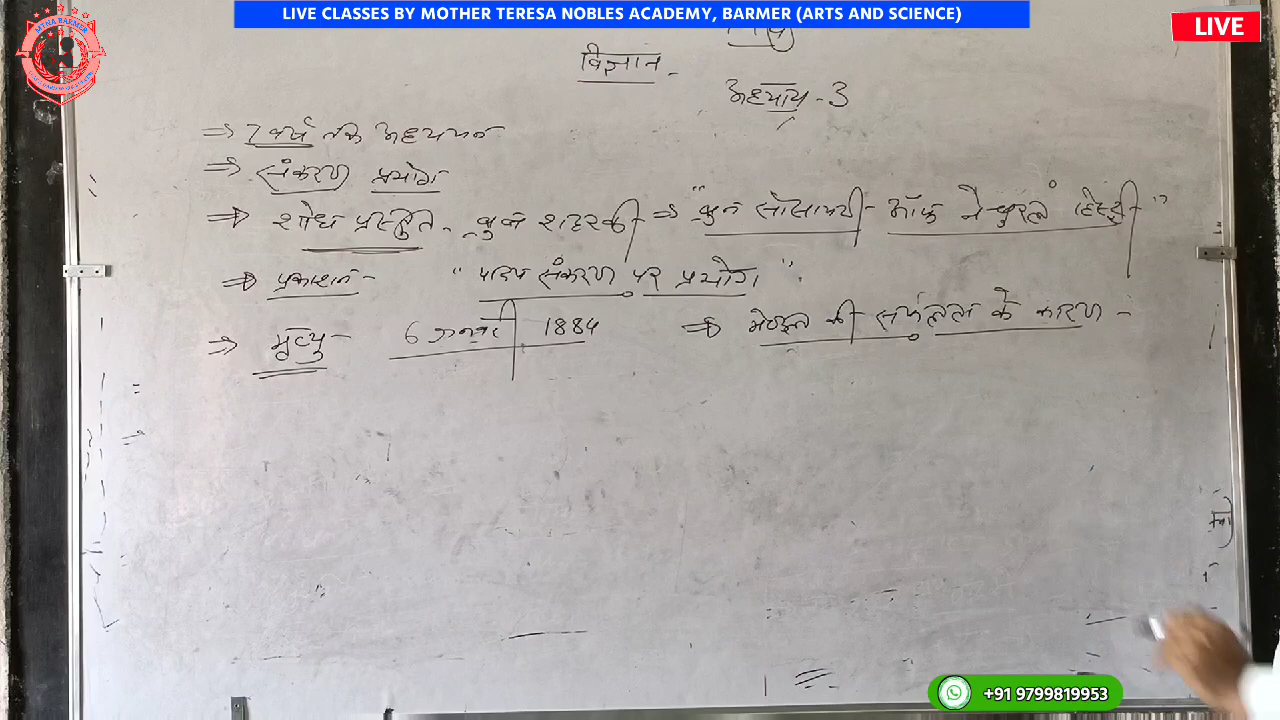 LIVE CLASSES BY MOTHER TERESA NOBLES ACADEMY, BARMER (ARTS AND SCIENCE)
LIVE
MTNA BARMER
विज्ञान -
अध्याय - 3
⇒ 7 वर्ष तक अध्ययन
⇒ संकरण प्रयोग
⇒ शोध प्रस्तुत - ब्रुन शहर की ⇒ "ब्रुन सोसायटी ऑफ नेचुरल हिस्ट्री"
⇒ प्रकाशन - "पादप संकरण पर प्रयोग"
⇒ मृत्यु - 6 जनवरी 1884 ⇒ मेण्डल की सफलता के कारण -
+91 9799819953